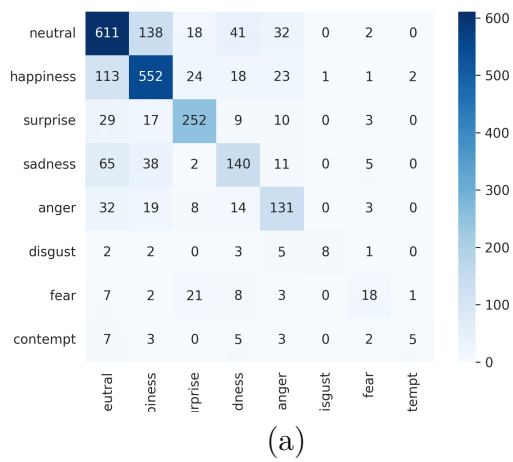 neutral 611 138 18 41 32 0 2 0
happiness 113 552 24 18 23 1 1 2
surprise 29 17 252 9 10 0 3 0
sadness 65 38 2 140 11 0 5 0
anger 32 19 8 14 131 0 3 0
disgust 2 2 0 3 5 8 1 0
fear 7 2 21 8 3 0 18 1
contempt 7 3 0 5 3 0 2 5
eutral piness urprise dness anger isgust fear tempt
600
500
400
300
200
100
0
(a)